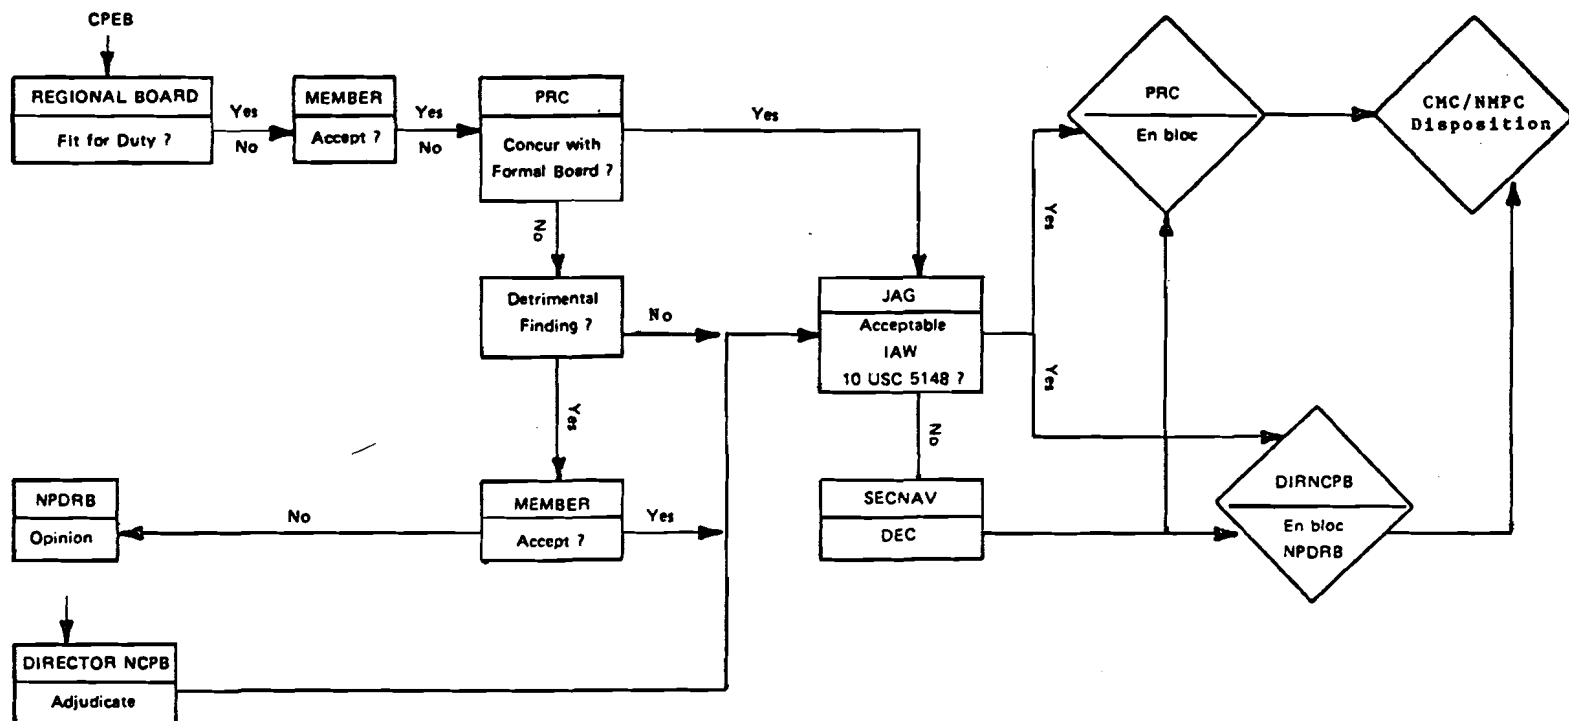 CPEB
REGIONAL BOARD
Fit for Duty ?
Yes
No
MEMBER
Accept ?
Yes
No
PRC
Concur with
Formal Board ?
Yes
No
Detrimental
Finding ?
No
Yes
MEMBER
Accept ?
Yes
No
NPDRB
Opinion
DIRECTOR NCPB
Adjudicate
JAG
Acceptable
IAW
10 USC 5148 ?
Yes
Yes
No
SECNAV
DEC
PRC
En bloc
DIRNCPB
En bloc
NPDRB
CMC/NMPC
Disposition